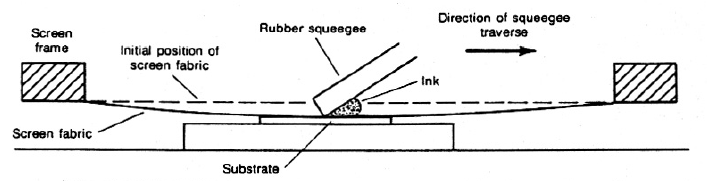 Screen
frame
Initial position of
screen fabric
Rubber squeegee
Direction of squeegee
traverse
Ink
Screen fabric
Substrate